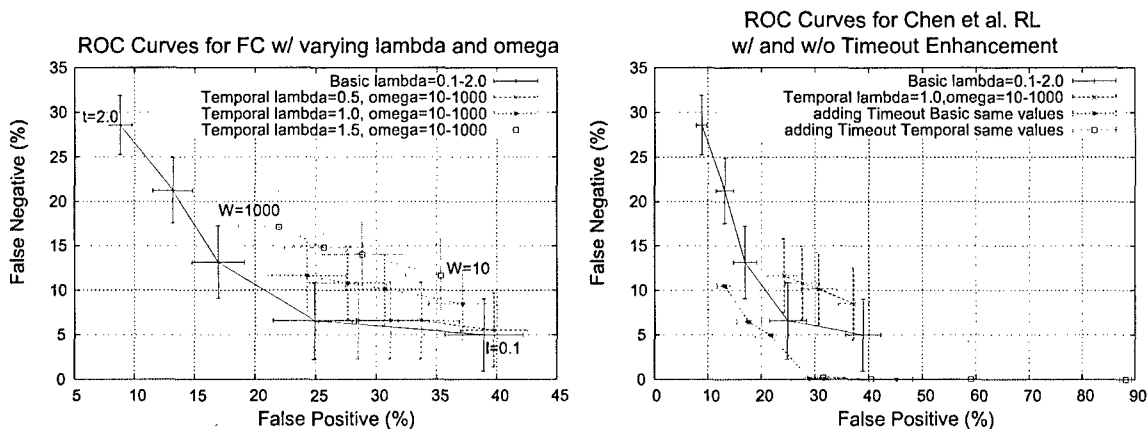 ROC Curves for FC w/ varying lambda and omega
35
30
25
20
15
10
5
0
False Negative (%)
Basic lambda=0.1-2.0
Temporal lambda=0.5, omega=10-1000
Temporal lambda=1.0, omega=10-1000
Temporal lambda=1.5, omega=10-1000
t=2.0
W=1000
W=10
t=0.1
5 10 15 20 25 30 35 40 45
False Positive (%)
ROC Curves for Chen et al. RL
w/ and w/o Timeout Enhancement
35
30
25
20
15
10
5
0
False Negative (%)
Basic lambda=0.1-2.0
Temporal lambda=1.0,omega=10-1000
adding Timeout Basic same values
adding Timeout Temporal same values
0 10 20 30 40 50 60 70 80 90
False Positive (%)